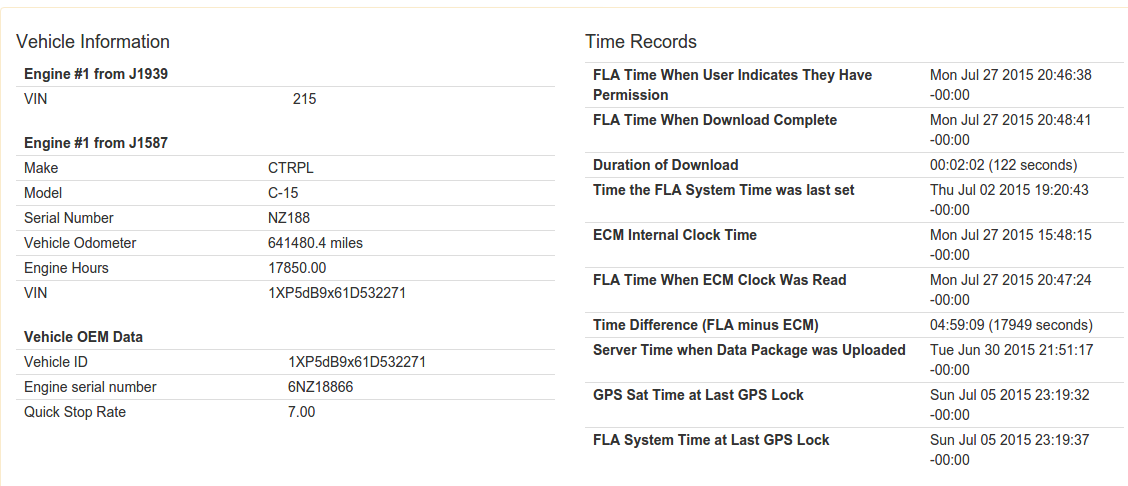 Vehicle Information
Engine #1 from J1939
VIN 215
Engine #1 from J1587
Make CTRPL
Model C-15
Serial Number NZ188
Vehicle Odometer 641480.4 miles
Engine Hours 17850.00
VIN 1XP5dB9x61D532271
Vehicle OEM Data
Vehicle ID 1XP5dB9x61D532271
Engine serial number 6NZ18866
Quick Stop Rate 7.00
Time Records
FLA Time When User Indicates They Have Mon Jul 27 2015 20:46:38
Permission -00:00
FLA Time When Download Complete Mon Jul 27 2015 20:48:41
-00:00
Duration of Download 00:02:02 (122 seconds)
Time the FLA System Time was last set Thu Jul 02 2015 19:20:43
-00:00
ECM Internal Clock Time Mon Jul 27 2015 15:48:15
-00:00
FLA Time When ECM Clock Was Read Mon Jul 27 2015 20:47:24
-00:00
Time Difference (FLA minus ECM) 04:59:09 (17949 seconds)
Server Time when Data Package was Uploaded Tue Jun 30 2015 21:51:17
-00:00
GPS Sat Time at Last GPS Lock Sun Jul 05 2015 23:19:32
-00:00
FLA System Time at Last GPS Lock Sun Jul 05 2015 23:19:37
-00:00